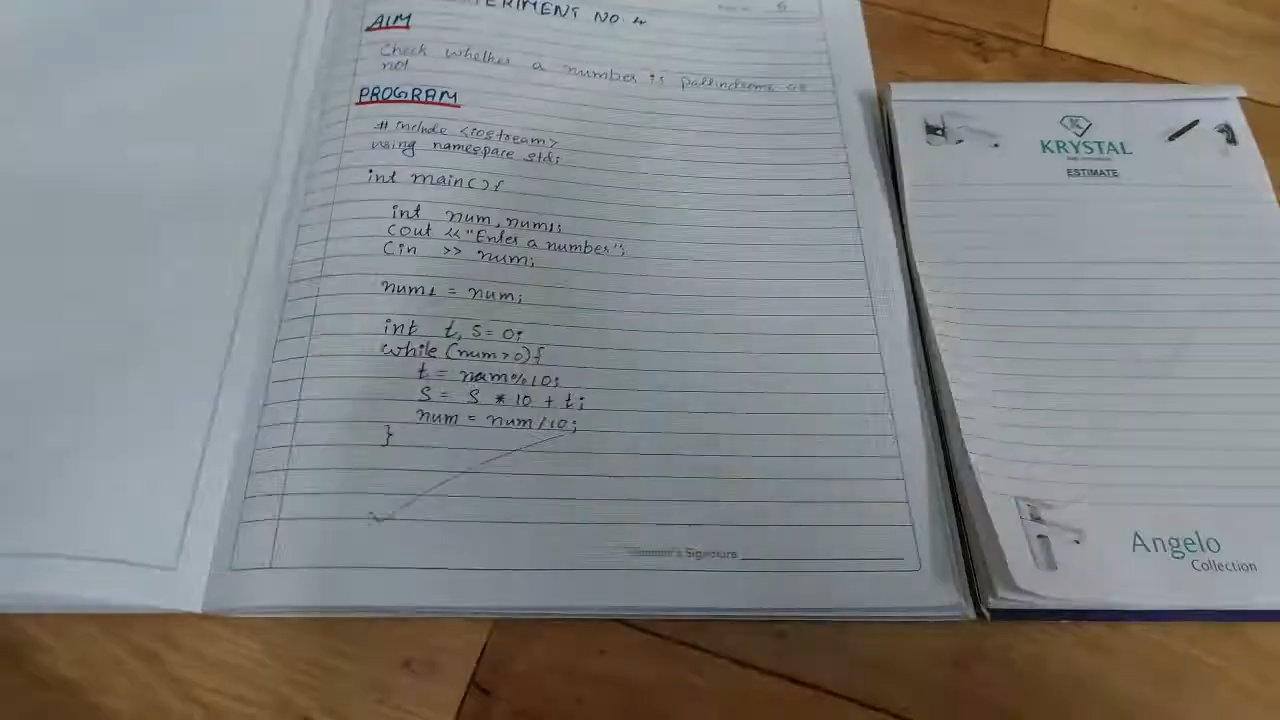 ERIMENT NO. 4
5
AIM
Check whether a number is pallindrome or
not
PROGRAM
# include <iostream>
using namespace std;
int main(){
int num, num1;
cout << "Enter a number";
Cin >> num;
num1 = num;
int t, s = 0;
while (num>0){
t = num%10;
S = S * 10 + t;
num = num/10;
}
Signature
KRYSTAL
ESTIMATE
Angelo
Collection